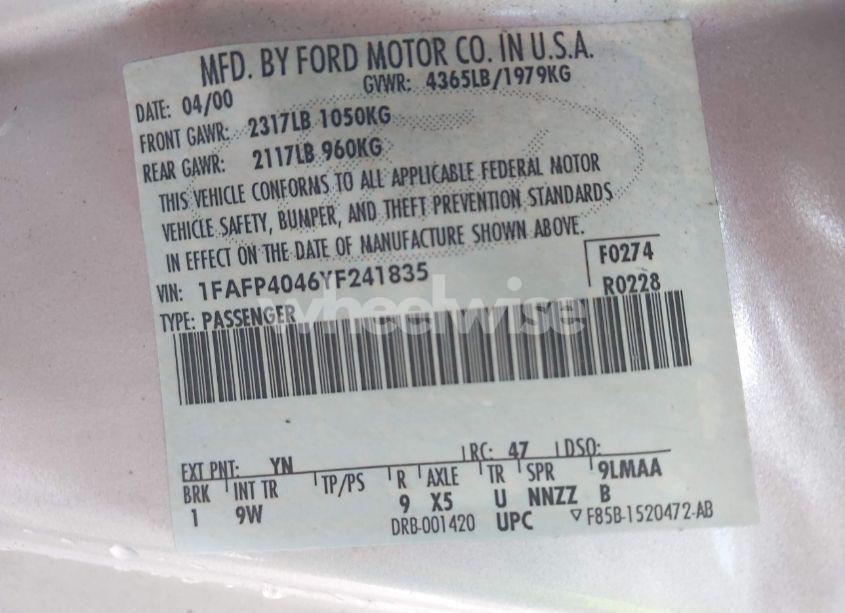 MFD. BY FORD MOTOR CO. IN U.S.A.
DATE: 04/00 GVWR: 4365LB/1979KG
FRONT GAWR: 2317LB 1050KG
REAR GAWR: 2117LB 960KG
THIS VEHICLE CONFORMS TO ALL APPLICABLE FEDERAL MOTOR
VEHICLE SAFETY, BUMPER, AND THEFT PREVENTION STANDARDS
IN EFFECT ON THE DATE OF MANUFACTURE SHOWN ABOVE.
VIN: 1FAFP4046YF241835 F0274
TYPE: PASSENGER R0228
wheelwise
EXT PNT: YN RC: 47 DSO:
BRK INT TR TP/PS R AXLE TR SPR 9LMAA
1 9W 9 X5 U NNZZ B
DRB-001420 UPC ▽ F85B-1520472-AB